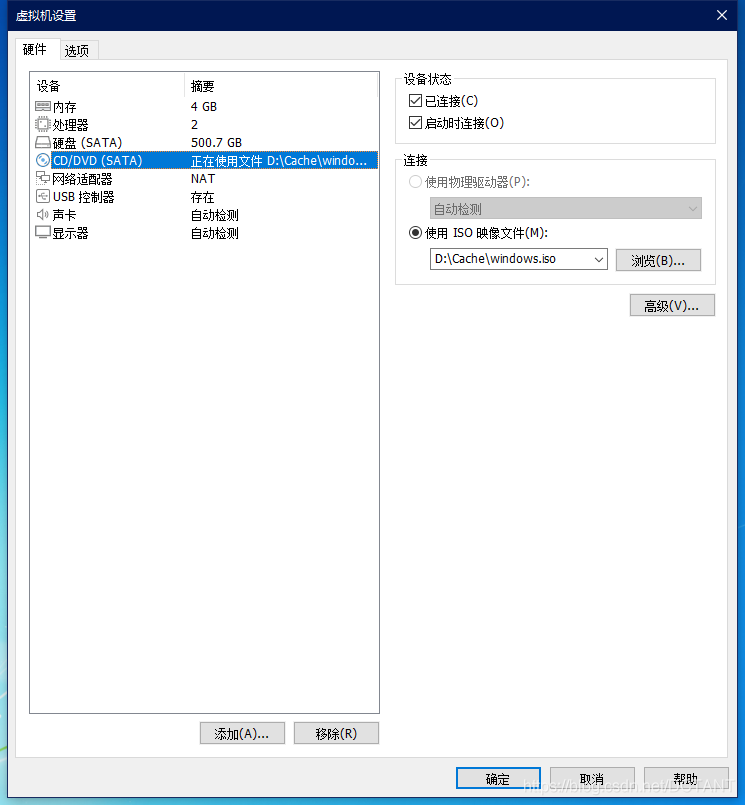 虚拟机设置
硬件 选项
设备 摘要
内存 4 GB
处理器 2
硬盘 (SATA) 500.7 GB
CD/DVD (SATA) 正在使用文件 D:\Cache\windo...
网络适配器 NAT
USB 控制器 存在
声卡 自动检测
显示器 自动检测
添加(A)... 移除(R)
设备状态
已连接(C)
启动时连接(O)
连接
使用物理驱动器(P):
自动检测
使用 ISO 映像文件(M):
D:\Cache\windows.iso 浏览(B)...
高级(V)...
确定 取消 帮助
https://blog.csdn.net/DOTANT